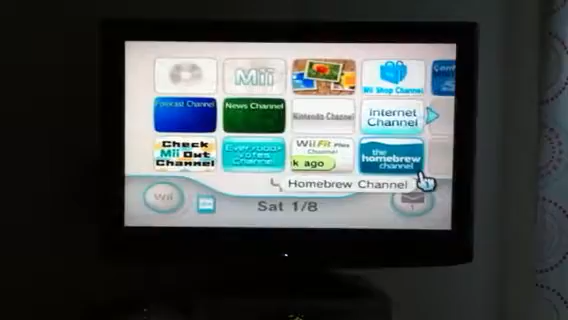 Mii
Wii Shop Channel
Forecast Channel
News Channel
Nintendo Channel
Internet
Channel
Check
Mii Out
Channel
Everybody
Votes
Channel
Wii Fit Plus
Channel
k ago
the
homebrew
channel
Homebrew Channel
Wii
Sat 1/8
1